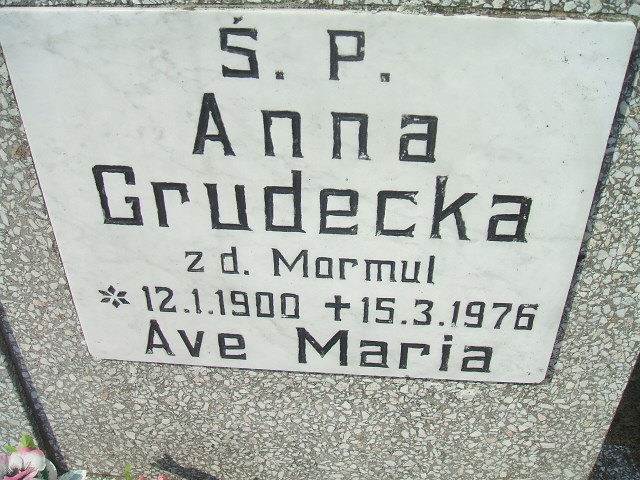 Ś. P.
Anna
Grudecka
z d. Mormul
* 12.1.1900 +15.3.1976
Ave Maria